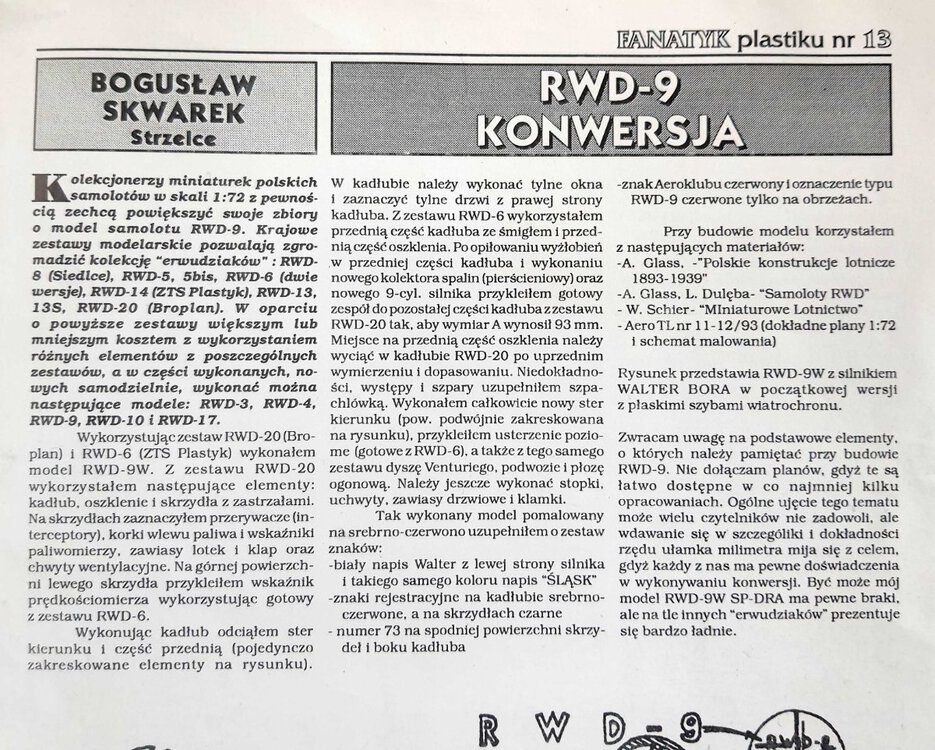 FANATYK plastiku nr 13
BOGUSŁAW
SKWAREK
Strzelce
RWD-9
KONWERSJA
Kolekcjonerzy miniaturek polskich
samolotów w skali 1:72 z pewnoś-
cią zechcą powiększyć swoje zbiory
o model samolotu RWD-9. Krajowe
zestawy modelarskie pozwalają zgro-
madzić kolekcję "erwudziaków" : RWD-
8 (Siedlce), RWD-5, 5bis, RWD-6 (dwie
wersje), RWD-14 (ZTS Plastyk), RWD-13,
13S, RWD-20 (Broplan). W oparciu
o powyższe zestawy większym lub
mniejszym kosztem z wykorzystaniem
różnych elementów z poszczególnych
zestawów, a w części wykonanych, no-
wych samodzielnie, wykonać można
następujące modele: RWD-3, RWD-4,
RWD-9, RWD-10 i RWD-17.
Wykorzystując zestaw RWD-20 (Bro-
plan) i RWD-6 (ZTS Plastyk) wykonałem
model RWD-9W. Z zestawu RWD-20
wykorzystałem następujące elementy:
kadłub, oszklenie i skrzydła z zastrzałami.
Na skrzydłach zaznaczyłem przerywacze (in-
terceptory), korki wlewu paliwa i wskaźniki
paliwomierzy, zawiasy lotek i klap oraz
chwyty wentylacyjne. Na górnej powierzch-
ni lewego skrzydła przykleiłem wskaźnik
prędkościomierza wykorzystując gotowy
z zestawu RWD-6.
Wykonując kadłub odciąłem ster
kierunku i część przednią (pojedynczo
zakreskowane elementy na rysunku).
W kadłubie należy wykonać tylne okna
i zaznaczyć tylne drzwi z prawej strony
kadłuba. Z zestawu RWD-6 wykorzystałem
przednią część kadłuba ze śmigłem i przed-
nią część oszklenia. Po opiłowaniu wyżłobień
w przedniej części kadłuba i wykonaniu
nowego kolektora spalin (pierścieniowy) oraz
nowego 9-cyl. silnika przykleiłem gotowy
zespół do pozostałej części kadłuba z zestawu
RWD-20 tak, aby wymiar A wynosił 93 mm.
Miejsce na przednią część oszklenia należy
wyciąć w kadłubie RWD-20 po uprzednim
wymierzeniu i dopasowaniu. Niedokładno-
ści, występy i szpary uzupełniłem szpa-
chlówką. Wykonałem całkowicie nowy ster
kierunku (pow. podwójnie zakreskowana
na rysunku), przykleiłem usterzenie pozio-
me (gotowe z RWD-6), a także z tego samego
zestawu dyszę Venturiego, podwozie i płozę
ogonową. Należy jeszcze wykonać stopki,
uchwyty, zawiasy drzwiowe i klamki.
Tak wykonany model pomalowany
na srebrno-czerwono uzupełniłem o zestaw
znaków:
-biały napis Walter z lewej strony silnika
i takiego samego koloru napis "ŚLĄSK"
-znaki rejestracyjne na kadłubie srebrno-
czerwone, a na skrzydłach czarne
- numer 73 na spodniej powierzchni skrzy-
deł i boku kadłuba
-znak Aeroklubu czerwony i oznaczenie typu
RWD-9 czerwone tylko na obrzeżach.
Przy budowie modelu korzystałem
z następujących materiałów:
-A. Glass, -"Polskie konstrukcje lotnicze
1893-1939"
-A. Glass, L. Dulęba- "Samoloty RWD"
- W. Schier- "Miniaturowe Lotnictwo"
- Aero TL nr 11-12/93 (dokładne plany 1:72
i schemat malowania)
Rysunek przedstawia RWD-9W z silnikiem
WALTER BORA w początkowej wersji
z płaskimi szybami wiatrochronu.
Zwracam uwagę na podstawowe elementy,
o których należy pamiętać przy budowie
RWD-9. Nie dołączam planów, gdyż te są
łatwo dostępne w co najmniej kilku
opracowaniach. Ogólne ujęcie tego tematu
może wielu czytelników nie zadowoli, ale
wdawanie się w szczegóły i dokładności
rzędu ułamka milimetra mija się z celem,
gdyż każdy z nas ma pewne doświadczenia
w wykonywaniu konwersji. Być może mój
model RWD-9W SP-DRA ma pewne braki,
ale na tle innych "erwudziaków" prezentuje
się bardzo ładnie.
RWD-9